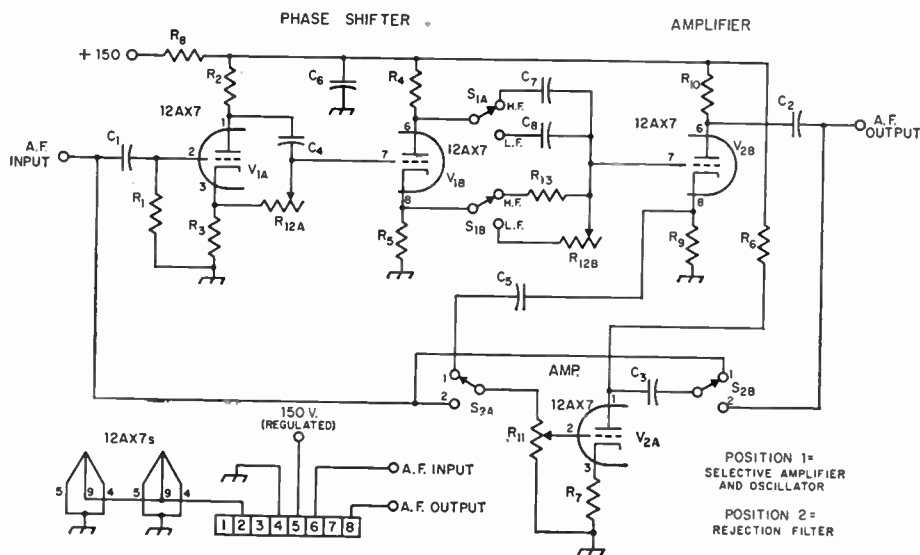 PHASE SHIFTER
AMPLIFIER
+150
R8
R2
C6
R4
S1A
H.F.
C7
R10
C2
12AX7
C8
12AX7
A.F. INPUT
C1
1
C4
6
12AX7
L.F.
6
A.F. OUTPUT
2
V1A
7
V1B
7
V2B
3
8
R13
8
R1
R3
R12A
R5
S1B
H.F.
L.F.
R12B
R9
R6
C5
1
AMP.
C3
1
S2B
2
S2A
1
2
12AX7
R11
2
V2A
3
R7
150 V.
(REGULATED)
12AX7s
5 9 4
5 9 4
A.F. INPUT
A.F. OUTPUT
1 2 3 4 5 6 7 8
POSITION 1=
SELECTIVE AMPLIFIER
AND OSCILLATOR
POSITION 2=
REJECTION FILTER